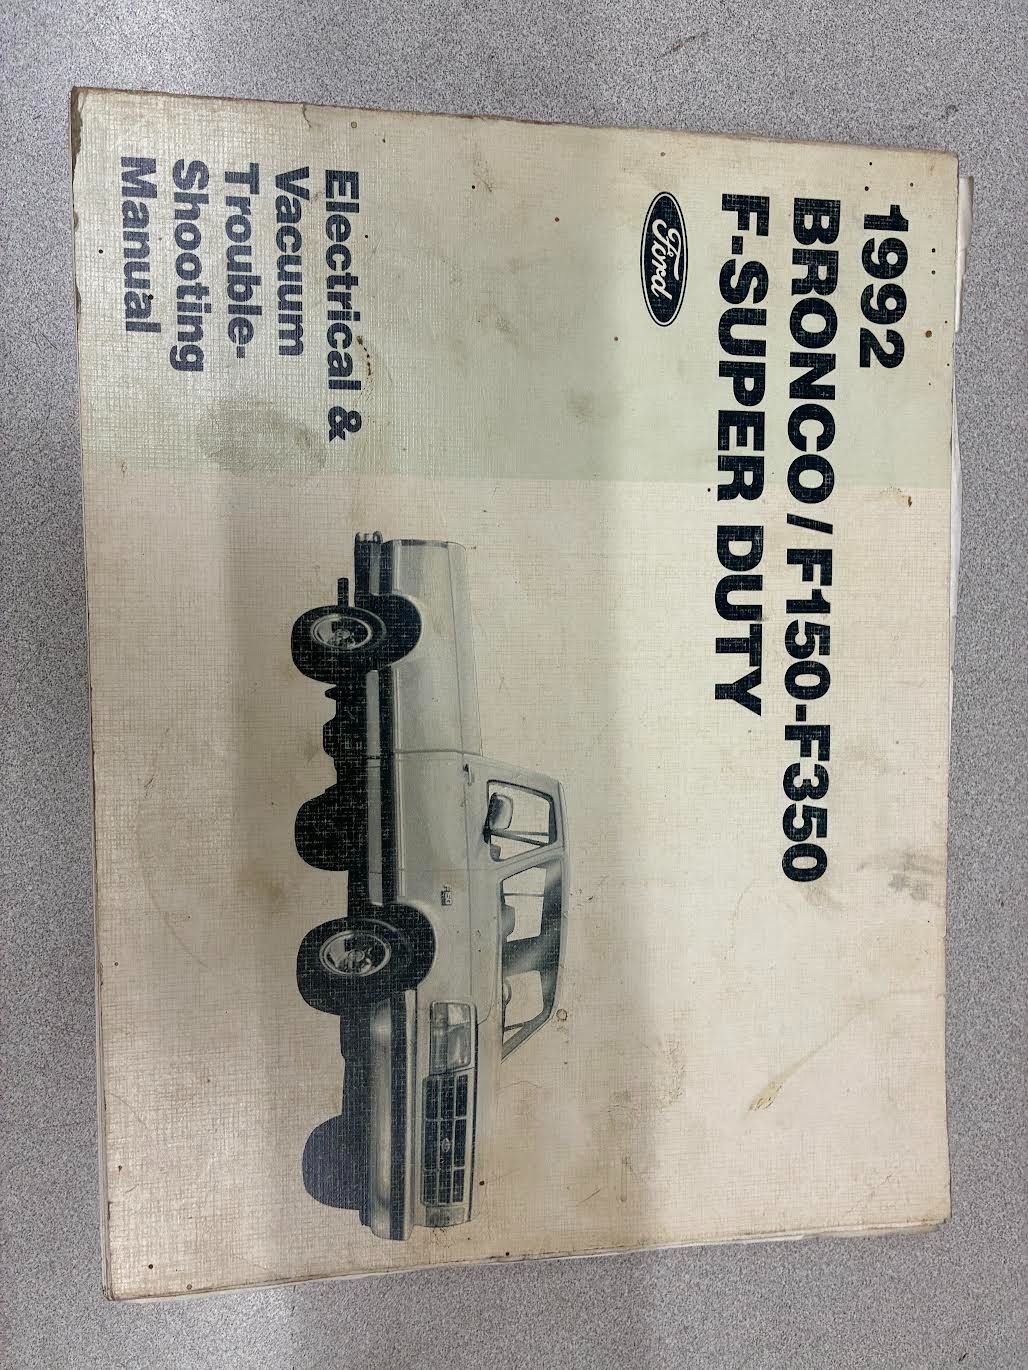 1992
BRONCO/F150-F350
F-SUPER DUTY
Ford
Electrical &
Vacuum
Trouble-
Shooting
Manual